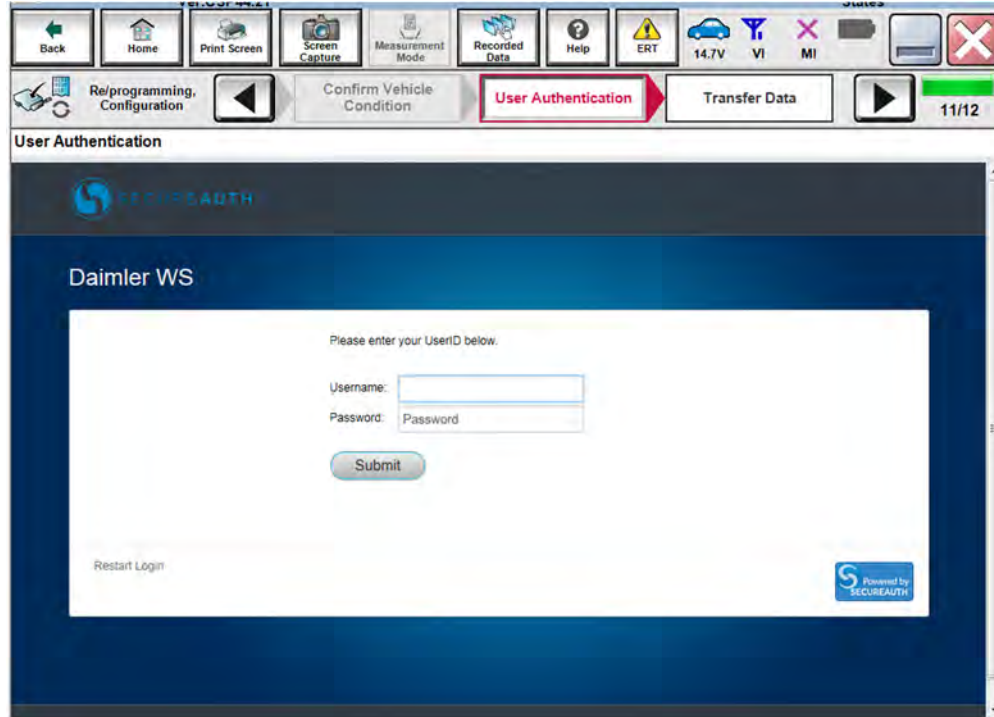 Back
Home
Print Screen
Screen
Capture
Measurement
Mode
Recorded
Data
Help
ERT
14.7V
VI
MI
Re/programming,
Configuration
Confirm Vehicle
Condition
User Authentication
Transfer Data
11/12
User Authentication
SECUREAUTH
Daimler WS
Please enter your UserID below.
Username:
Password:
Password
Submit
Restart Login
Powered by
SECUREAUTH